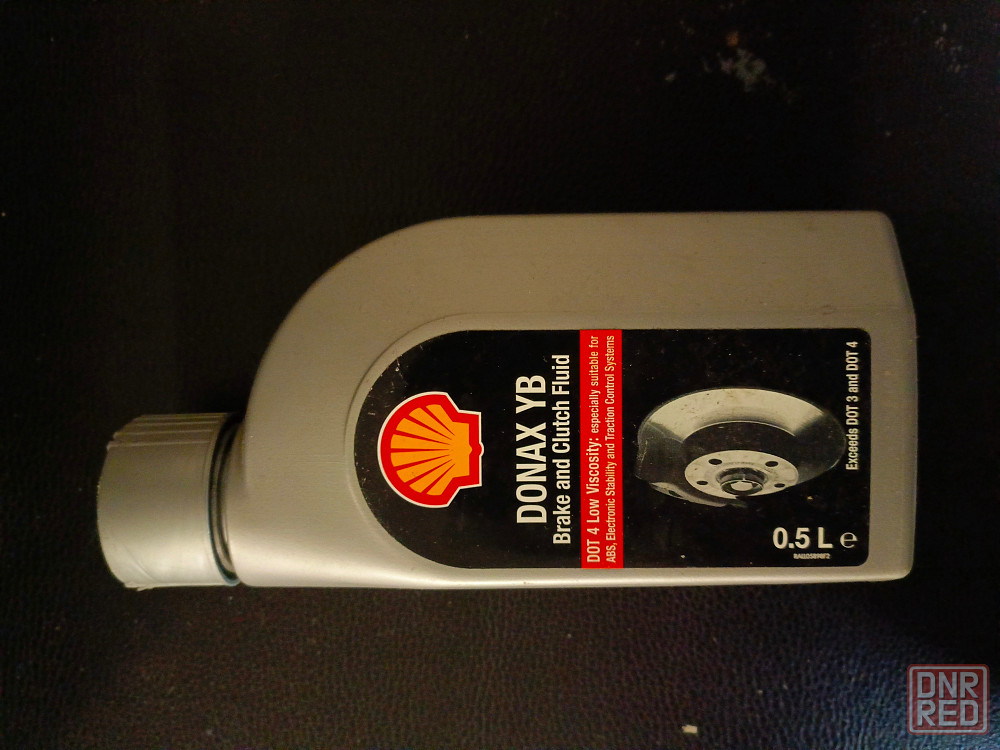 DONAX YB
Brake and Clutch Fluid
DOT 4 Low Viscosity: especially suitable for
ABS, Electronic Stability and Traction Control Systems
0.5 L e
Exceeds DOT 3 and DOT 4
DNR
RED